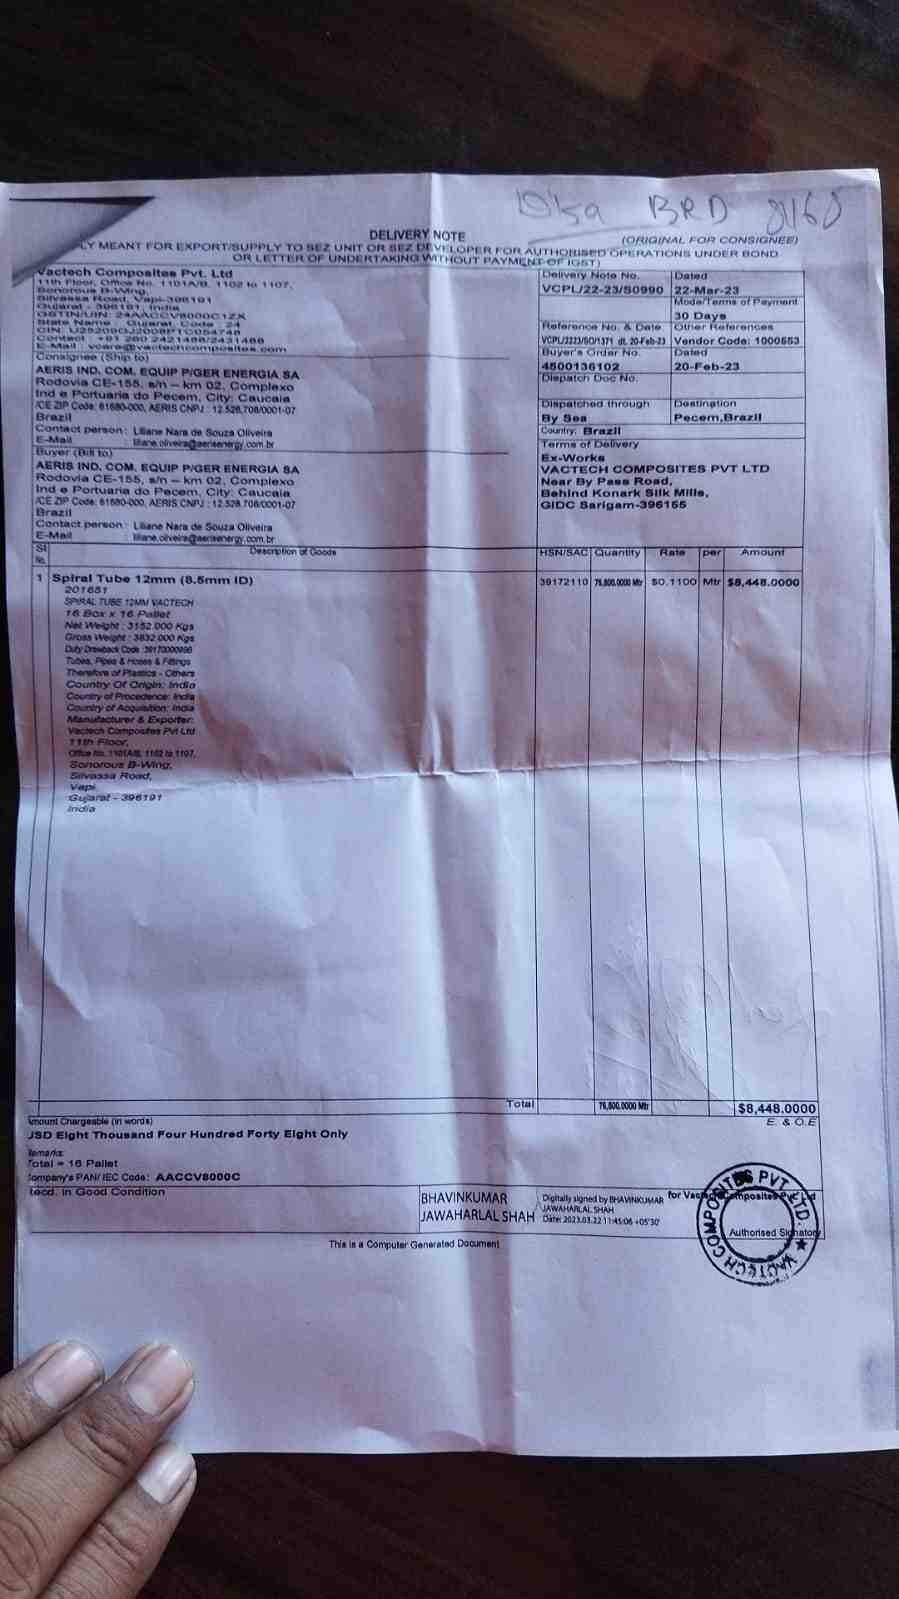 BRD 8168
DELIVERY NOTE
(ORIGINAL FOR CONSIGNEE)
LY MEANT FOR EXPORT/SUPPLY TO SEZ UNIT OR SEZ DEVELOPER FOR AUTHORISED OPERATIONS UNDER BOND
OR LETTER OF UNDERTAKING WITHOUT PAYMENT OF IGST)
Vactech Composites Pvt. Ltd
11th Floor, Office No. 1101A/B, 1102 to 1107,
Sonorous B-Wing,
Silvassa Road, Vapi-396191
Gujarat - 396191, India
GSTIN/UIN: 24AACCV8000C1ZX
State Name : Gujarat, Code : 24
CIN: U25209GJ2008PTC054748
Contact : +91 260 2421488/2431488
E-Mail : vcare@vactechcomposites.com
Consignee (Ship to)
AERIS IND. COM. EQUIP P/GER ENERGIA SA
Rodovia CE-155, s/n – km 02, Complexo
Ind e Portuaria do Pecem, City: Caucaia
/CE ZIP Code: 61680-000, AERIS CNPJ : 12.528.708/0001-07
Brazil
Contact person : Liliane Nara de Souza Oliveira
E-Mail : liliane.oliveira@aerisenergy.com.br
Buyer (Bill to)
AERIS IND. COM. EQUIP P/GER ENERGIA SA
Rodovia CE-155, s/n – km 02, Complexo
Ind e Portuaria do Pecem, City: Caucaia
/CE ZIP Code: 61680-000, AERIS CNPJ : 12.528.708/0001-07
Brazil
Contact person : Liliane Nara de Souza Oliveira
E-Mail : liliane.oliveira@aerisenergy.com.br
Delivery Note No. Dated
VCPL/22-23/S0990 22-Mar-23
Mode/Terms of Payment
30 Days
Reference No. & Date. Other References
VCPL/2223/SO/1371 dt. 20-Feb-23 Vendor Code: 1000553
Buyer's Order No. Dated
4500136102 20-Feb-23
Dispatch Doc No.
Dispatched through Destination
By Sea Pecem,Brazil
Country: Brazil
Terms of Delivery
Ex-Works
VACTECH COMPOSITES PVT LTD
Near By Pass Road,
Behind Konark Silk Mills,
GIDC Sarigam-396155
Sl No. Description of Goods HSN/SAC Quantity Rate per Amount
1 Spiral Tube 12mm (8.5mm ID) 39172110 76,800.0000 Mtr $0.1100 Mtr $8,448.0000
201651
SPIRAL TUBE 12MM VACTECH
16 Box x 16 Pallet
Net Weight : 3152.000 Kgs
Gross Weight : 3832.000 Kgs
Duty Drawback Code :
Tubes, Pipes & Hoses & Fittings
Therefore of Plastics - Others
Country Of Origin: India
Country of Procedence: India
Country of Acquisition: India
Manufacturer & Exporter:
Vactech Composites Pvt Ltd
11th Floor,
Office No. 1101A/B, 1102 to 1107,
Sonorous B-Wing,
Silvassa Road,
Vapi
Gujarat - 396191
India
Total 76,800.0000 Mtr $8,448.0000
Amount Chargeable (in words) E. & O.E
USD Eight Thousand Four Hundred Forty Eight Only
Remarks:
Total = 16 Pallet
Company's PAN/ IEC Code: AACCV8000C
Recd. in Good Condition
BHAVINKUMAR
JAWAHARLAL SHAH
Digitally signed by BHAVINKUMAR
JAWAHARLAL SHAH
Date: 2023.03.22 11:45:06 +05'30'
for Vactech Composites Pvt. Ltd
Authorised Signatory
VACTECH COMPOSITES PVT. LTD.
This is a Computer Generated Document